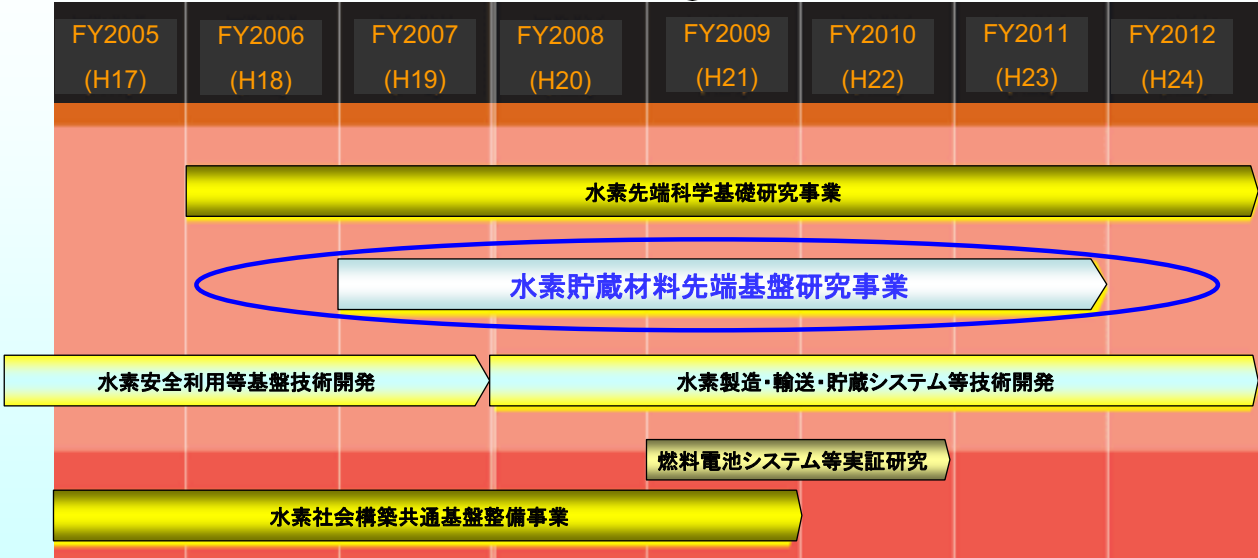 FY2005 FY2006 FY2007 FY2008 FY2009 FY2010 FY2011 FY2012
(H17) (H18) (H19) (H20) (H21) (H22) (H23) (H24)
水素先端科学基礎研究事業
水素貯蔵材料先端基盤研究事業
水素安全利用等基盤技術開発 水素製造・輸送・貯蔵システム等技術開発
燃料電池システム等実証研究
水素社会構築共通基盤整備事業